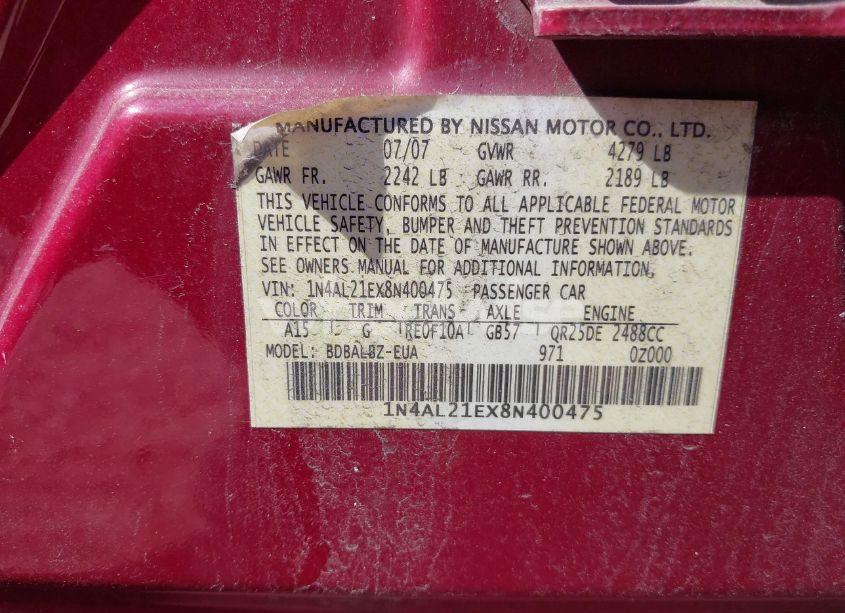 MANUFACTURED BY NISSAN MOTOR CO., LTD.
DATE 07/07 GVWR 4279 LB
GAWR FR. 2242 LB GAWR RR. 2189 LB
THIS VEHICLE CONFORMS TO ALL APPLICABLE FEDERAL MOTOR
VEHICLE SAFETY, BUMPER AND THEFT PREVENTION STANDARDS
IN EFFECT ON THE DATE OF MANUFACTURE SHOWN ABOVE.
SEE OWNERS MANUAL FOR ADDITIONAL INFORMATION.
VIN: 1N4AL21EX8N400475 PASSENGER CAR
COLOR TRIM TRANS AXLE ENGINE
A15 G RE0F10A GB57 QR25DE 2488CC
MODEL: BDBALBZ-EUA 971 0Z000
1N4AL21EX8N400475